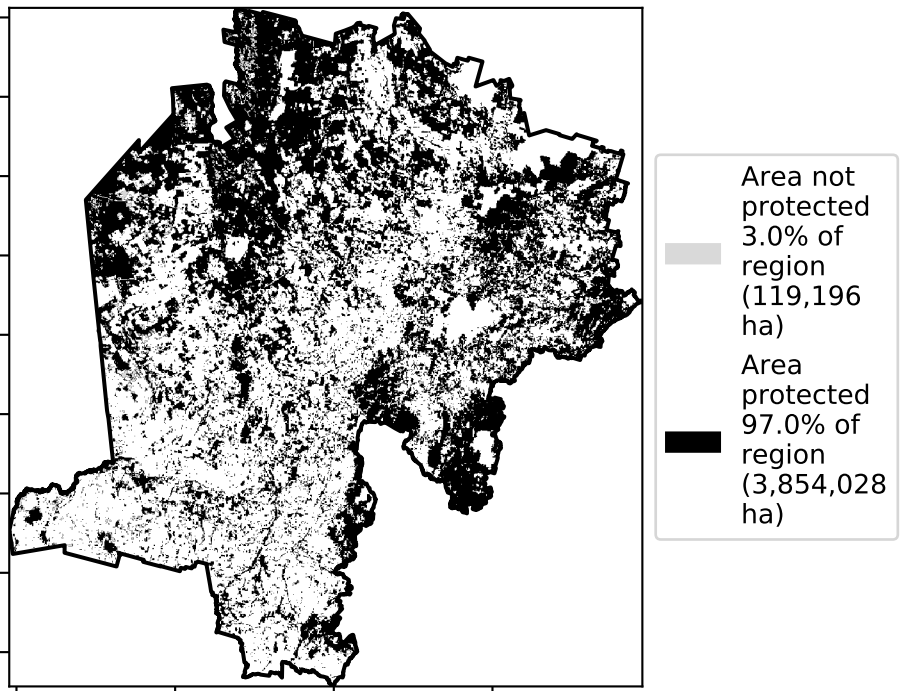 Area not
protected
3.0% of
region
(119,196
ha)
Area
protected
97.0% of
region
(3,854,028
ha)